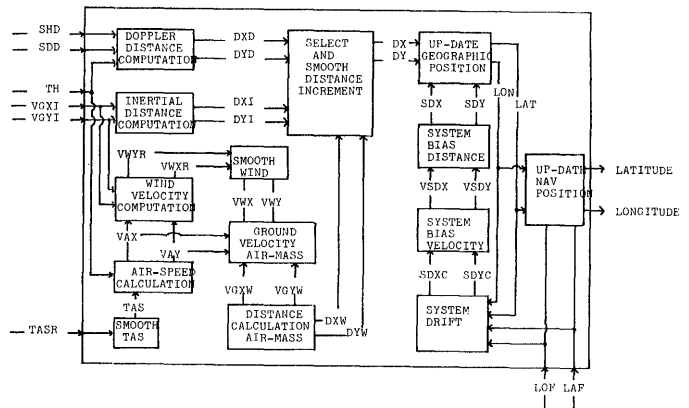 SHD
SDD
TH
VGXI
VGYI
TASR
DOPPLER
DISTANCE
COMPUTATION
DXD
DYD
INERTIAL
DISTANCE
COMPUTATION
DXI
DYI
SELECT
AND
SMOOTH
DISTANCE
INCREMENT
DX
DY
UP-DATE
GEOGRAPHIC
POSITION
LON
LAT
SDX
SDY
SYSTEM
BIAS
DISTANCE
VSDX
VSDY
SYSTEM
BIAS
VELOCITY
SDXC
SDYC
SYSTEM
DRIFT
UP-DATE
NAV
POSITION
LATITUDE
LONGITUDE
VWYR
VWXR
SMOOTH
WIND
WIND
VELOCITY
COMPUTATION
VWX
VWY
VAX
VAY
GROUND
VELOCITY
AIR-MASS
AIR-SPEED
CALCULATION
VGXW
VGYW
TAS
SMOOTH
TAS
DISTANCE
CALCULATION
AIR-MASS
DXW
DYW
LOF
LAF